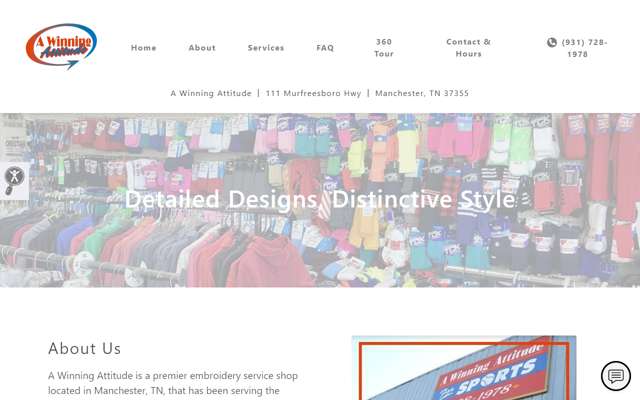 A Winning
Attitude
Home
About
Services
FAQ
360
Tour
Contact &
Hours
(931) 728-
1978
A Winning Attitude | 111 Murfreesboro Hwy | Manchester, TN 37355
Detailed Designs, Distinctive Style
About Us
A Winning Attitude is a premier embroidery service shop
located in Manchester, TN, that has been serving the
A Winning Attitude
SPORTS
28-1978